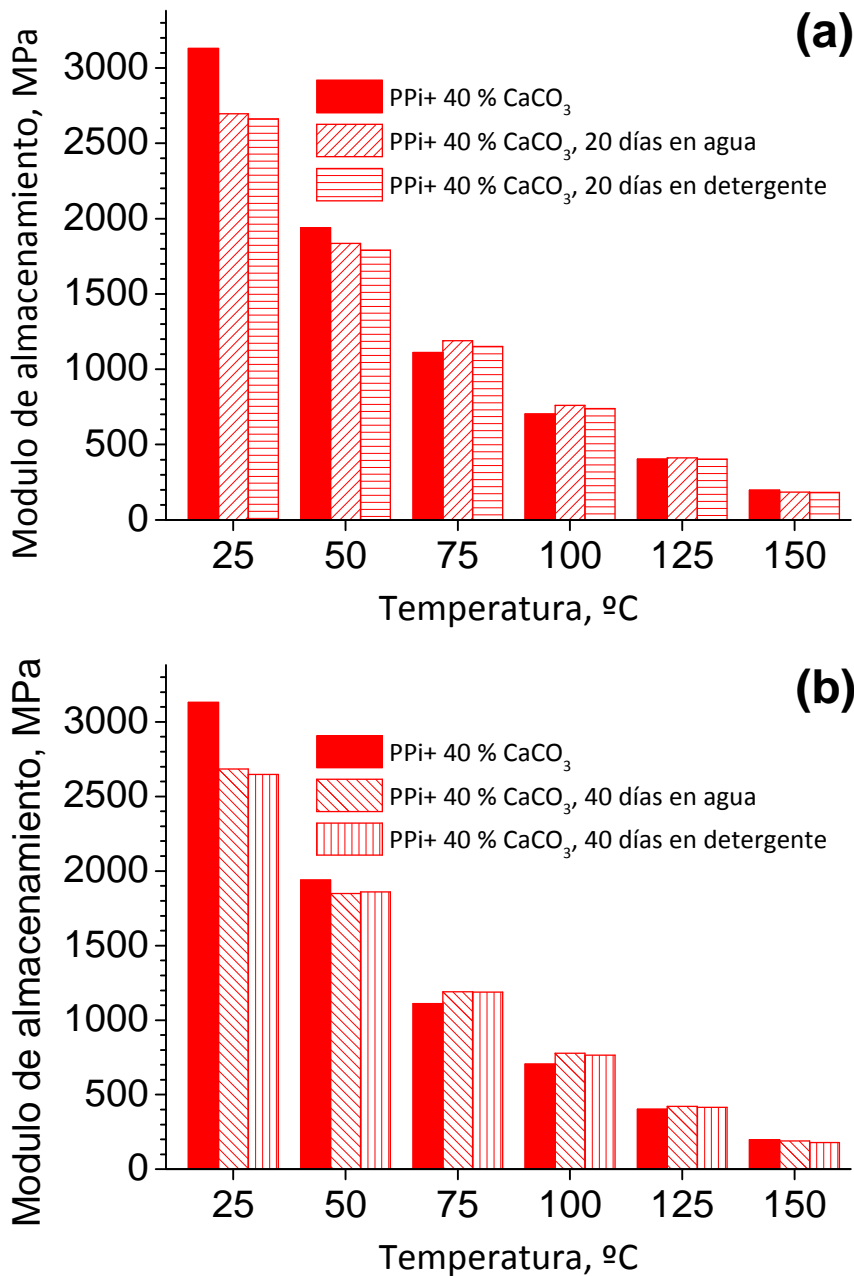 (a)
Modulo de almacenamiento, MPa
3000
2500
2000
1500
1000
500
0
PPi+ 40 % CaCO₃
PPi+ 40 % CaCO₃, 20 días en agua
PPi+ 40 % CaCO₃, 20 días en detergente
25 50 75 100 125 150
Temperatura, ºC
(b)
Modulo de almacenamiento, MPa
3000
2500
2000
1500
1000
500
0
PPi+ 40 % CaCO₃
PPi+ 40 % CaCO₃, 40 días en agua
PPi+ 40 % CaCO₃, 40 días en detergente
25 50 75 100 125 150
Temperatura, ºC